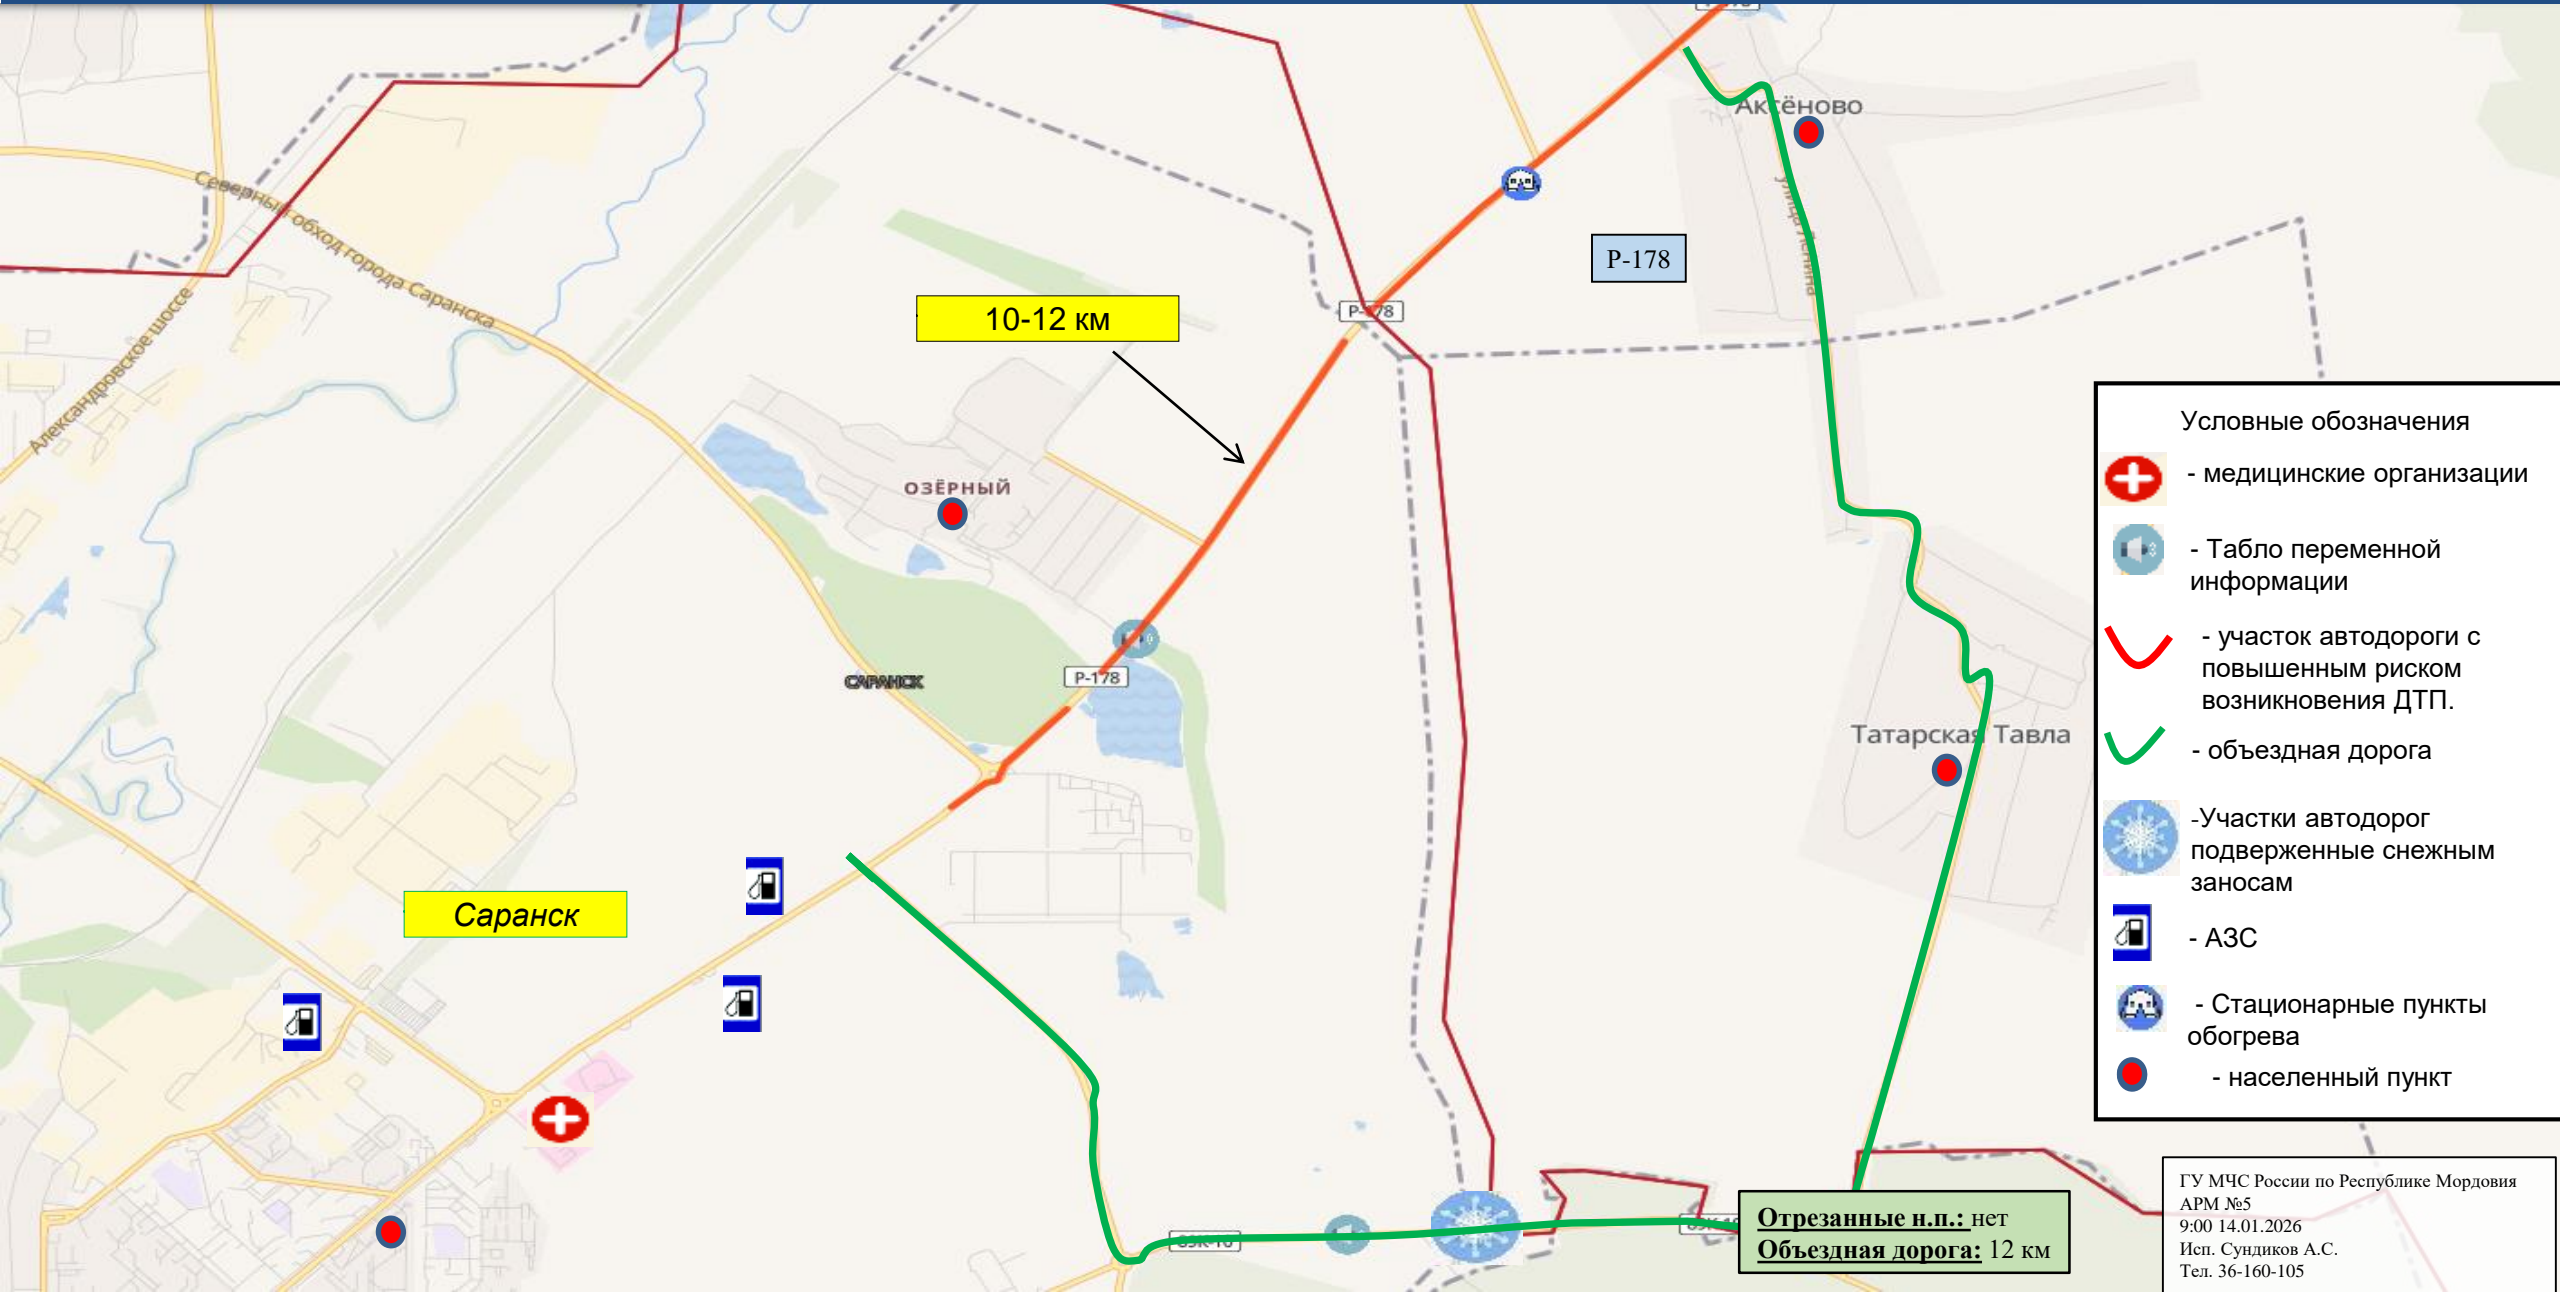 Р-178
Аксёново
улица Ленина
Северный обход города Саранска
Р-178
10-12 км
Р-178
Александровское шоссе
ОЗЁРНЫЙ
САРАНСК
Р-178
Татарская Тавла
Саранск
Условные обозначения
- медицинские организации
- Табло переменной
информации
- участок автодороги с
повышенным риском
возникновения ДТП.
- объездная дорога
-Участки автодорог
подверженные снежным
заносам
- АЗС
- Стационарные пункты
обогрева
- населенный пункт
Отрезанные н.п.: нет
Объездная дорога: 12 км
ГУ МЧС России по Республике Мордовия
АРМ №5
9:00 14.01.2026
Исп. Сундиков А.С.
Тел. 36-160-105